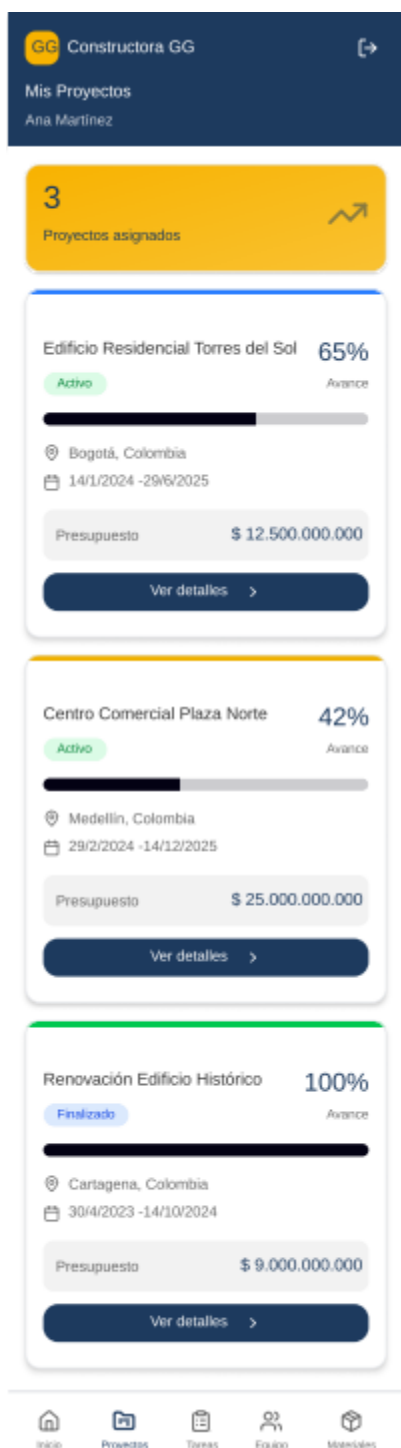 GG Constructora GG
Mis Proyectos
Ana Martínez
3
Proyectos asignados
Edificio Residencial Torres del Sol 65%
Activo Avance
Bogotá, Colombia
14/1/2024 -29/6/2025
Presupuesto $ 12.500.000.000
Ver detalles >
Centro Comercial Plaza Norte 42%
Activo Avance
Medellín, Colombia
29/2/2024 -14/12/2025
Presupuesto $ 25.000.000.000
Ver detalles >
Renovación Edificio Histórico 100%
Finalizado Avance
Cartagena, Colombia
30/4/2023 -14/10/2024
Presupuesto $ 9.000.000.000
Ver detalles >
Inicio Proyectos Tareas Equipo Materiales